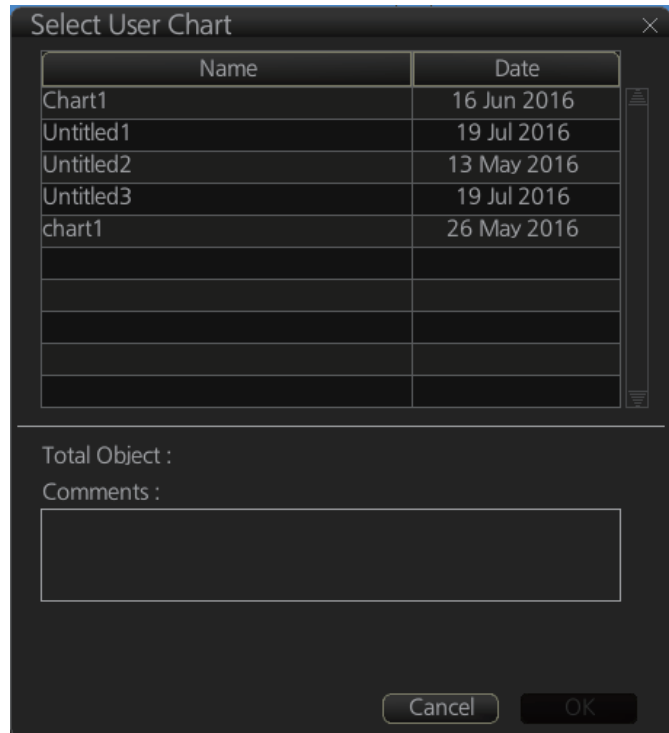 Select User Chart
Name Date
Chart1 16 Jun 2016
Untitled1 19 Jul 2016
Untitled2 13 May 2016
Untitled3 19 Jul 2016
chart1 26 May 2016
Total Object :
Comments :
Cancel OK